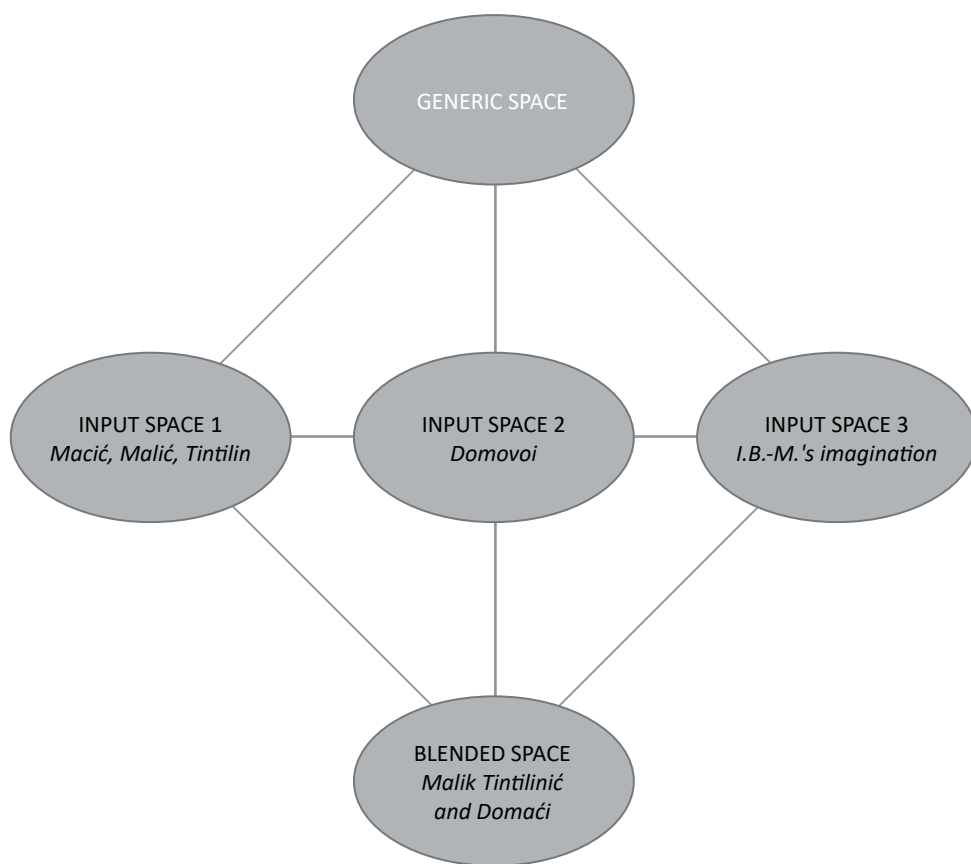 GENERIC SPACE
INPUT SPACE 1
Macić, Malić, Tintilin
INPUT SPACE 2
Domovoi
INPUT SPACE 3
I.B.-M.'s imagination
BLENDED SPACE
Malik Tintilinić
and Domaći